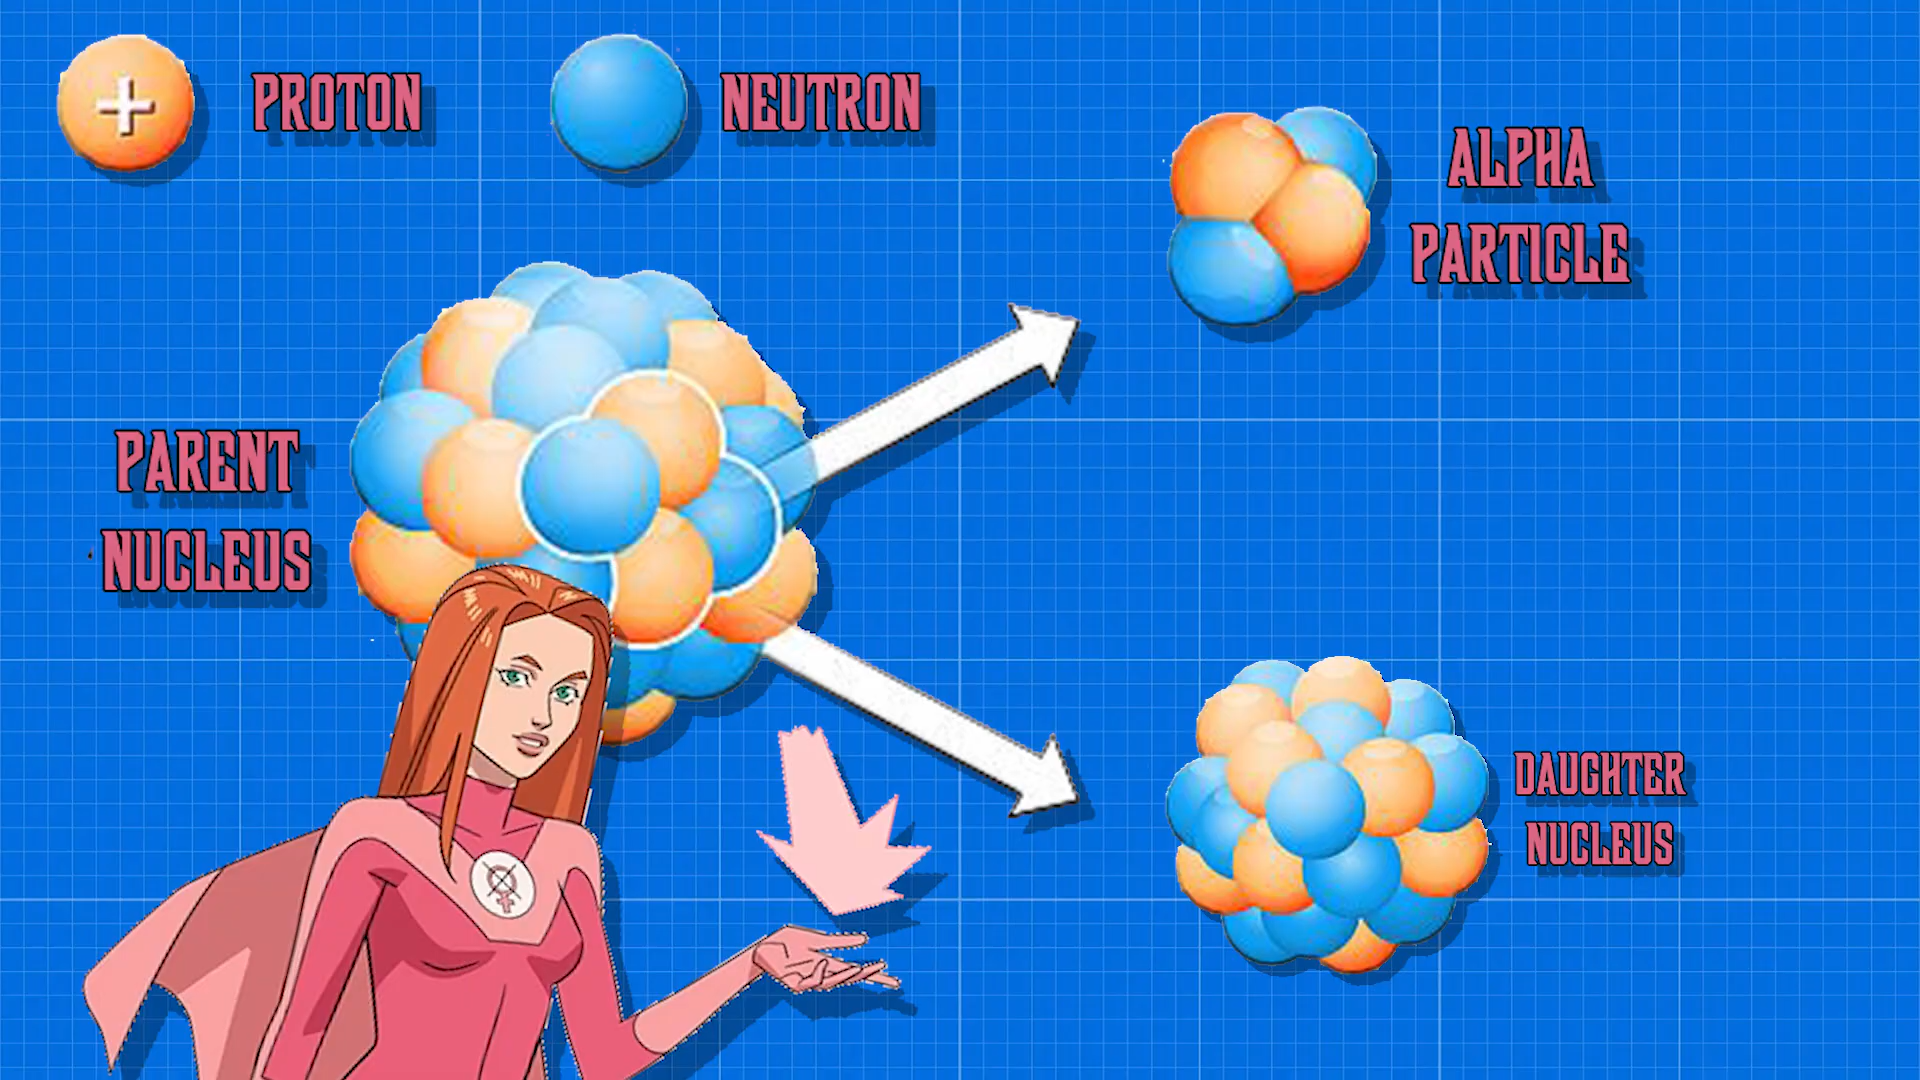 PROTON
NEUTRON
ALPHA
PARTICLE
PARENT
NUCLEUS
DAUGHTER
NUCLEUS